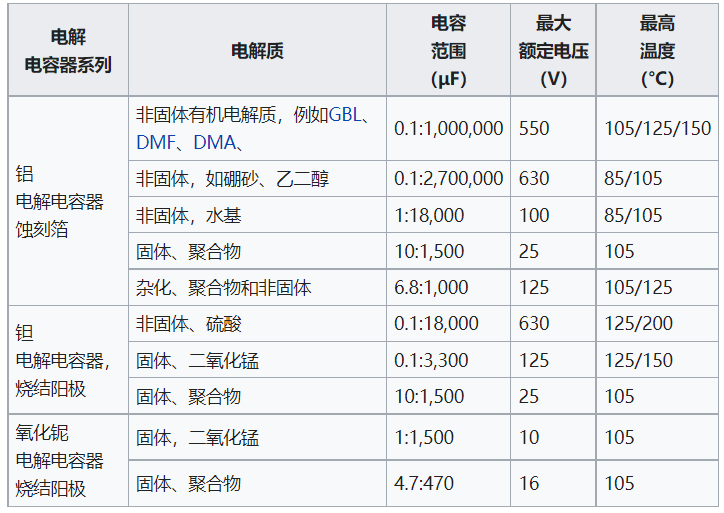 电解
电容器系列
电解质
电容
范围
（μF）
最大
额定电压
（V）
最高
温度
（°C）
铝
电解电容器
蚀刻箔
非固体有机电解质，例如GBL、
DMF、DMA、
0.1:1,000,000
550
105/125/150
非固体，如硼砂、乙二醇
0.1:2,700,000
630
85/105
非固体，水基
1:18,000
100
85/105
固体、聚合物
10:1,500
25
105
杂化、聚合物和非固体
6.8:1,000
125
105/125
钽
电解电容器，
烧结阳极
非固体、硫酸
0.1:18,000
630
125/200
固体、二氧化锰
0.1:3,300
125
125/150
固体、聚合物
10:1,500
25
105
氧化铌
电解电容器
烧结阳极
固体，二氧化锰
1:1,500
10
105
固体、聚合物
4.7:470
16
105